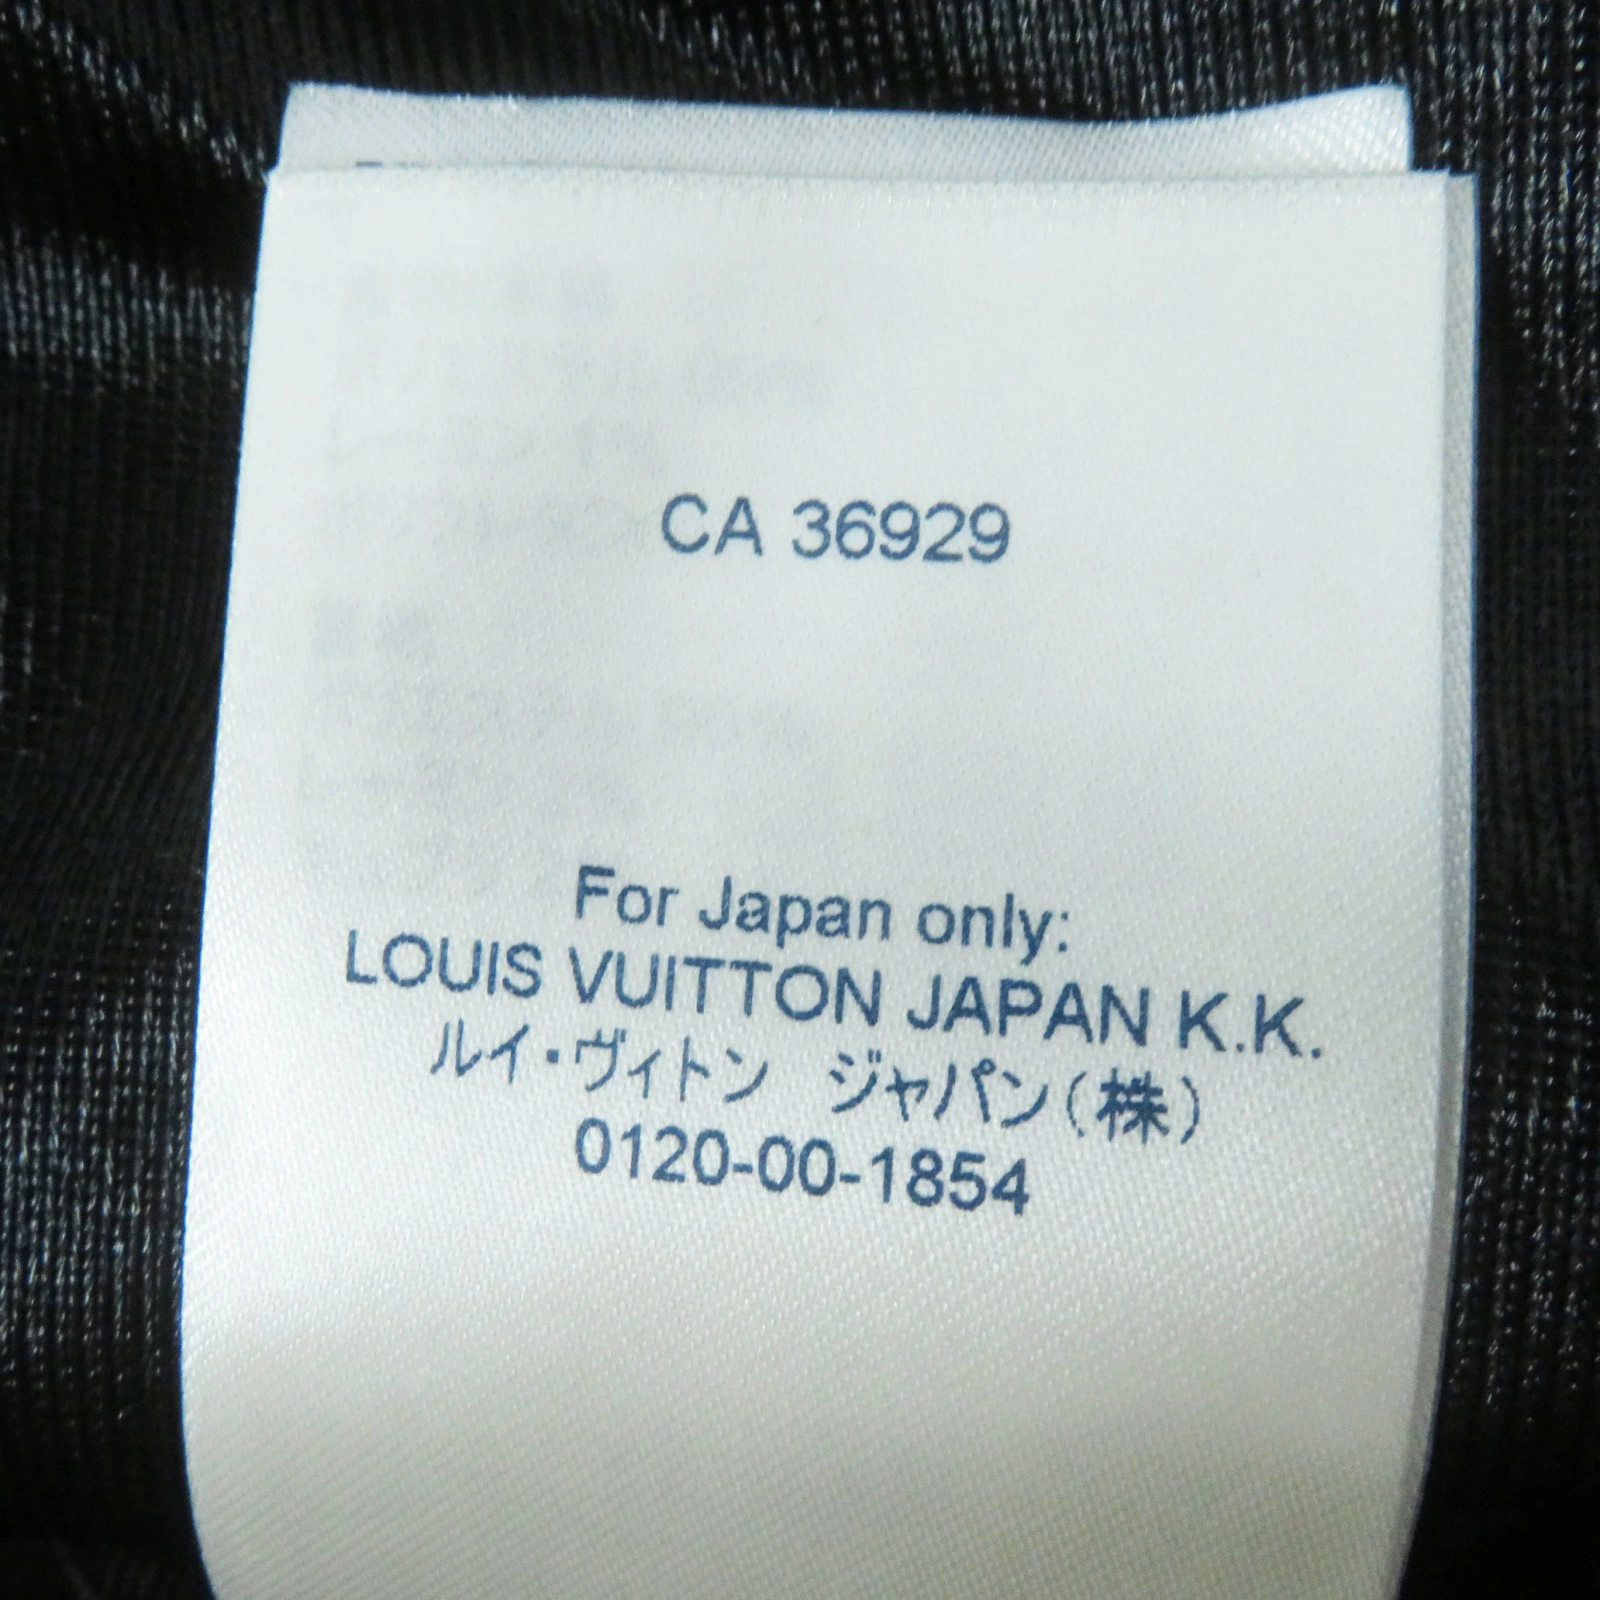 CA 36929
For Japan only:
LOUIS VUITTON JAPAN K.K.
ルイ・ヴィトン　ジャパン(株)
0120-00-1854